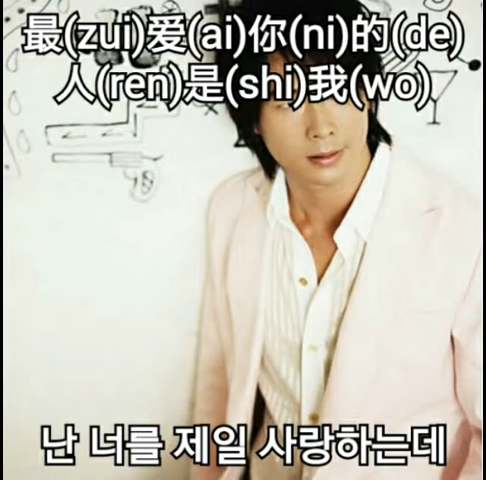 最(zui)爱(ai)你(ni)的(de)
人(ren)是(shi)我(wo)
난 너를 제일 사랑하는데